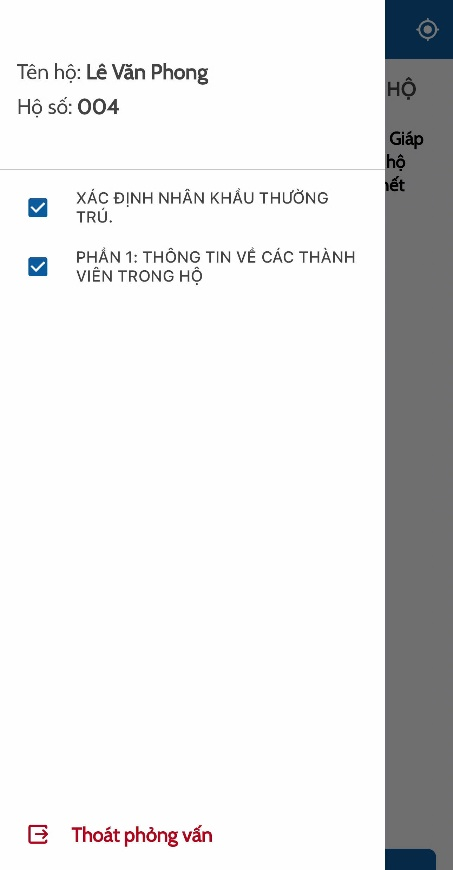 Tên hộ: Lê Văn Phong
Hộ số: 004
HỘ
Giáp
hộ
XÁC ĐỊNH NHÂN KHẨU THƯỜNG
TRÚ.
PHẦN 1: THÔNG TIN VỀ CÁC THÀNH
VIÊN TRONG HỘ
Thoát phỏng vấn